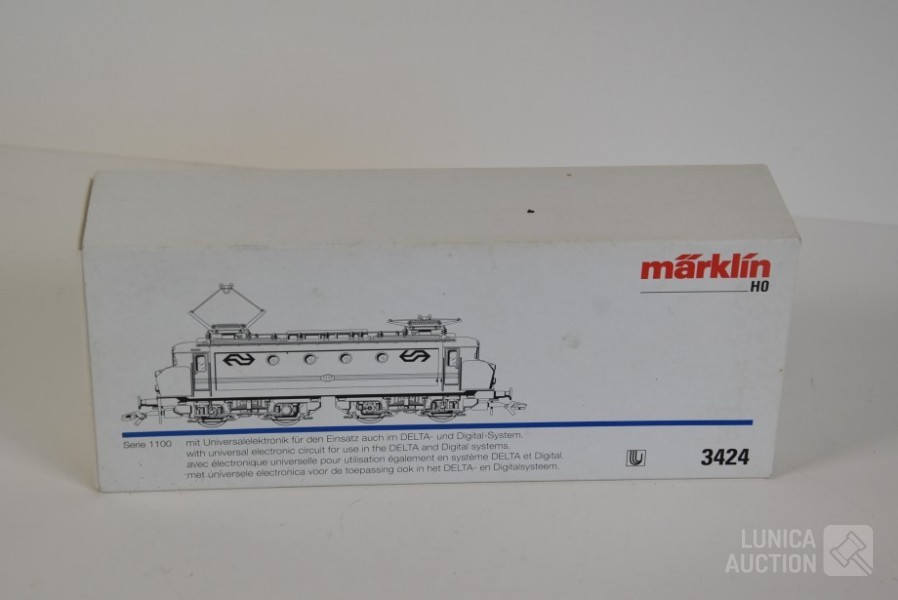 märklin
H0
Serie 1100
mit Universalelektronik für den Einsatz auch im DELTA- und Digital-System.
with universal electronic circuit for use in the DELTA and Digital systems.
avec électronique universelle pour utilisation également en système DELTA et Digital.
met universele electronica voor de toepassing ook in het DELTA- en Digitalsysteem.
3424
LUNICA
AUCTION